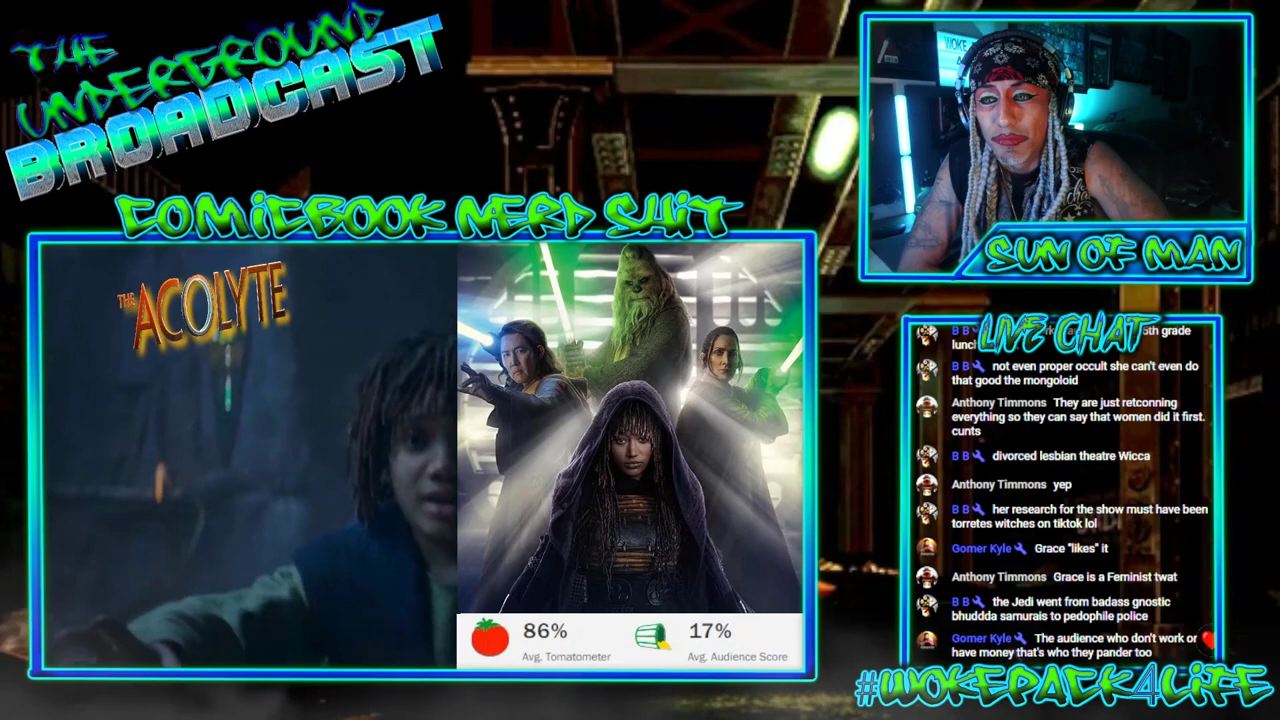 THE
UNDERGROUND
BROADCAST
COMICBOOK NERD SHIT
THE ACOLYTE
86%
Avg. Tomatometer
17%
Avg. Audience Score
WOKE
SUN OF MAN
LIVE CHAT
B B
5th grade
B B not even proper occult she can't even do
that good the mongoloid
Anthony Timmons They are just retconning
everything so they can say that women did it first.
cunts
B B divorced lesbian theatre Wicca
Anthony Timmons yep
B B her research for the show must have been
torretes witches on tiktok lol
Gomer Kyle Grace "likes" it
Anthony Timmons Grace is a Feminist twat
B B the Jedi went from badass gnostic
bhuddda samurais to pedophile police
Gomer Kyle The audience who don't work or
have money that's who they pander too
#WOKEPACK4LIFE